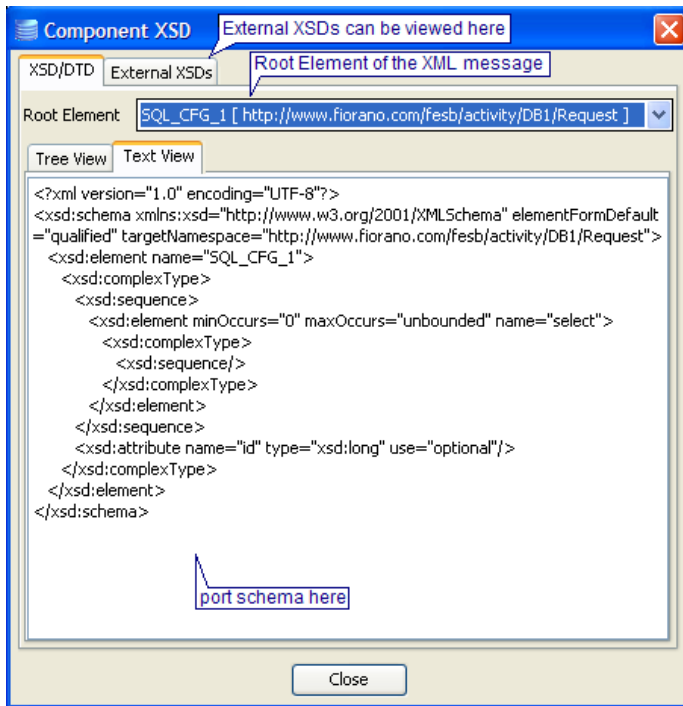 Component XSD
External XSDs can be viewed here
XSD/DTD External XSDs
Root Element of the XML message
Root Element SQL_CFG_1 [ http://www.fiorano.com/fesb/activity/DB1/Request ]
Tree View Text View
<?xml version="1.0" encoding="UTF-8"?>
<xsd:schema xmlns:xsd="http://www.w3.org/2001/XMLSchema" elementFormDefault
="qualified" targetNamespace="http://www.fiorano.com/fesb/activity/DB1/Request">
<xsd:element name="SQL_CFG_1">
<xsd:complexType>
<xsd:sequence>
<xsd:element minOccurs="0" maxOccurs="unbounded" name="select">
<xsd:complexType>
<xsd:sequence/>
</xsd:complexType>
</xsd:element>
</xsd:sequence>
<xsd:attribute name="id" type="xsd:long" use="optional"/>
</xsd:complexType>
</xsd:element>
</xsd:schema>
port schema here
Close